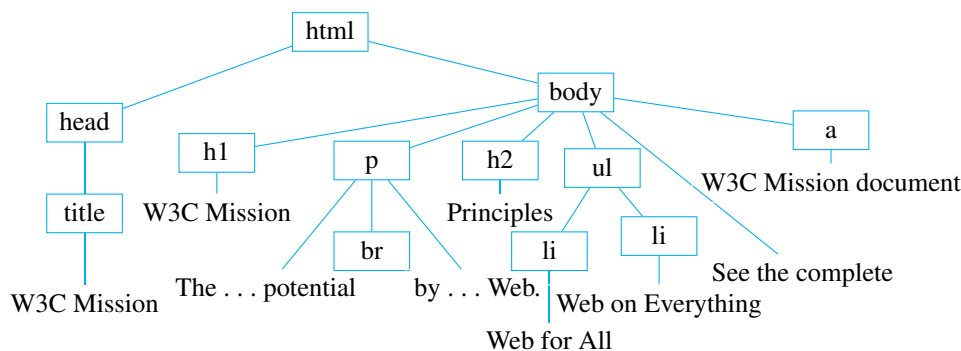 html
head
body
h1
p
h2
ul
a
title
W3C Mission
Principles
W3C Mission document
br
li
li
W3C Mission
The . . . potential
by . . . Web.
Web on Everything
See the complete
Web for All